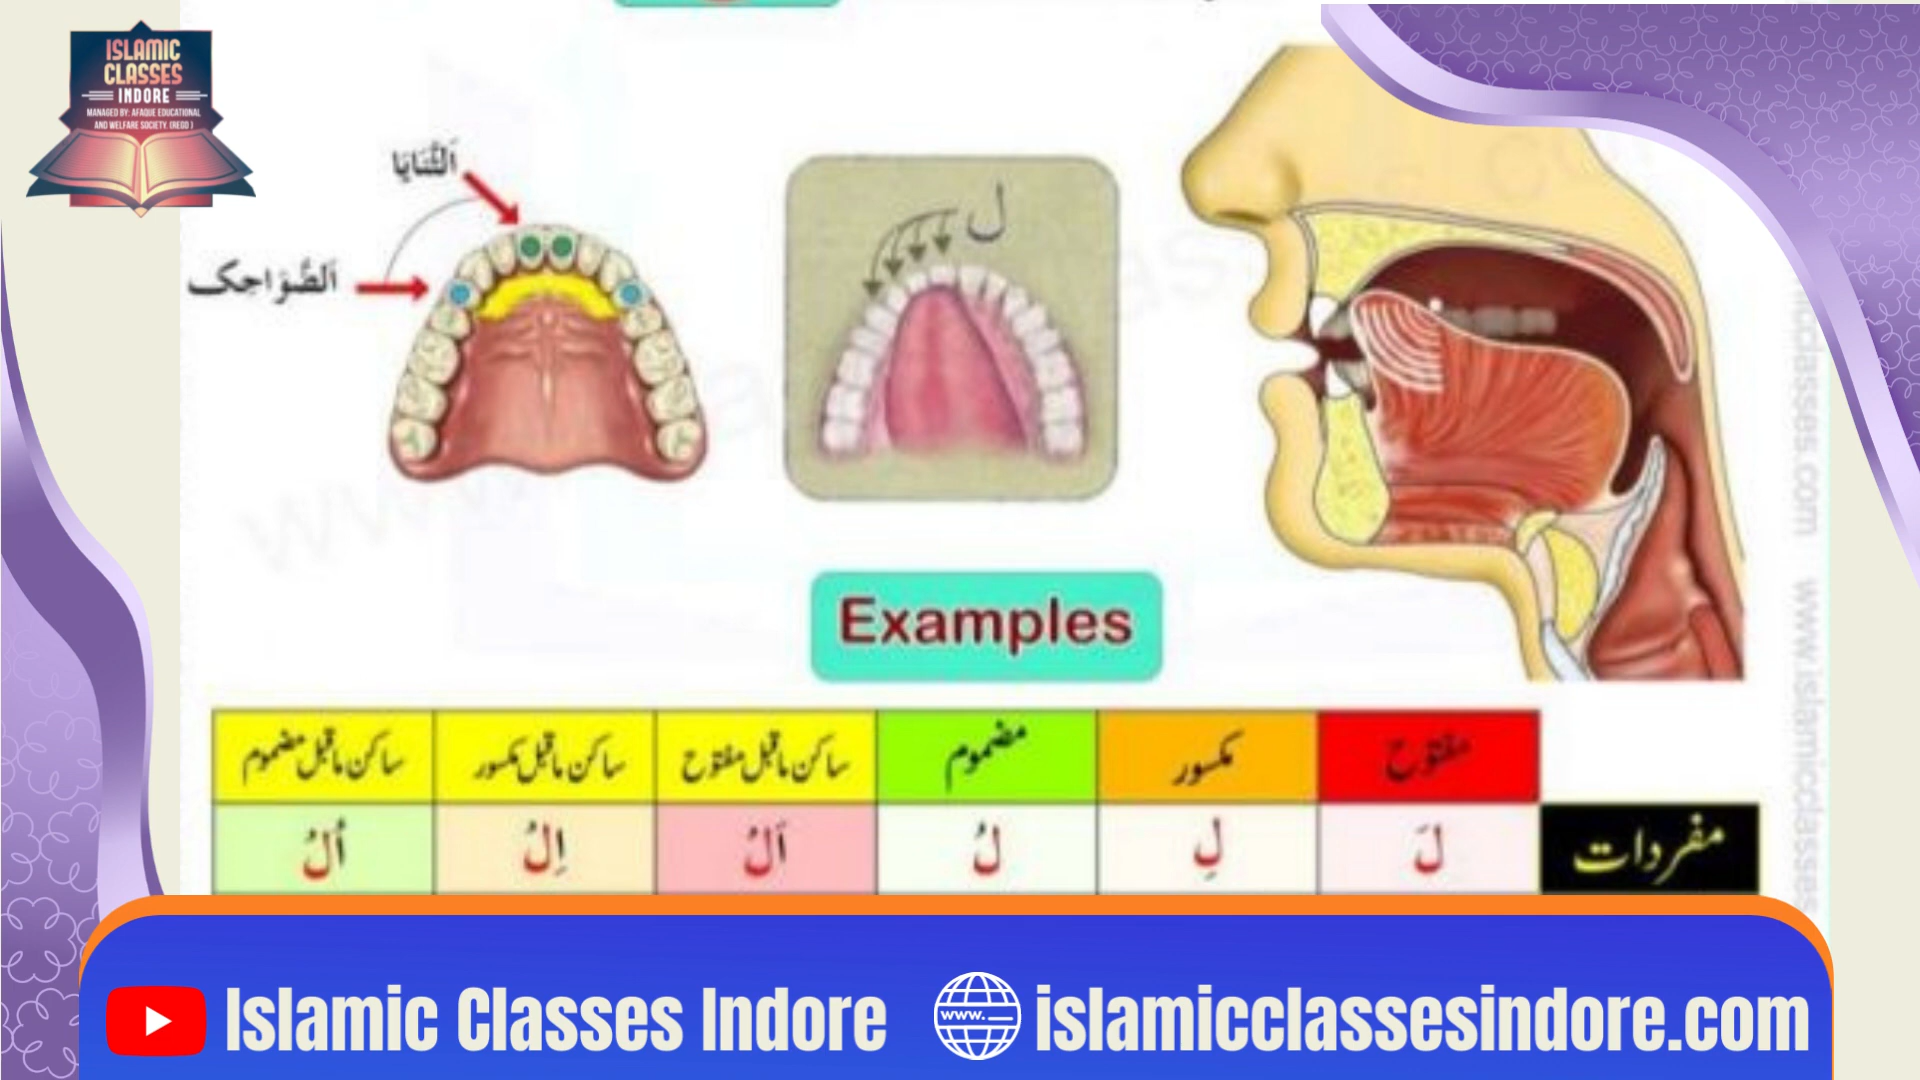 ISLAMIC
CLASSES
INDORE
MANAGED BY: AFAQUE EDUCATIONAL
AND WELFARE SOCIETY. (REGD )
اَلثَّنَايَا
اَلضَّوَاحِک
ل
Examples
مفتوح مکسور مضموم ساکن ماقبل مفتوح ساکن ماقبل مکسور ساکن ماقبل مضموم
مفردات لَ لِ لُ اَلْ اِلْ اُلْ
www.islamicclasses
Islamic Classes Indore
www.
islamicclassesindore.com